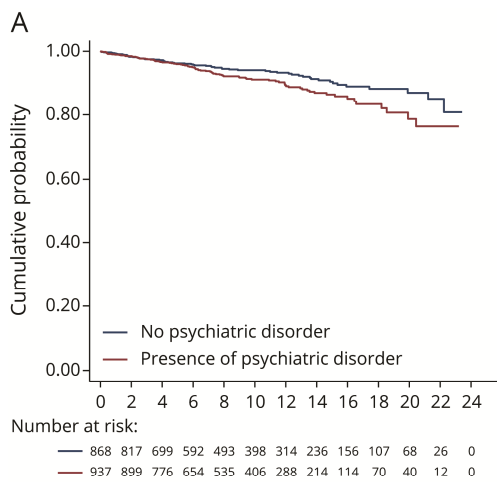 A
Cumulative probability
1.00
0.80
0.60
0.40
0.20
0.00
No psychiatric disorder
Presence of psychiatric disorder
0 2 4 6 8 10 12 14 16 18 20 22 24
Number at risk:
868 817 699 592 493 398 314 236 156 107 68 26 0
937 899 776 654 535 406 288 214 114 70 40 12 0